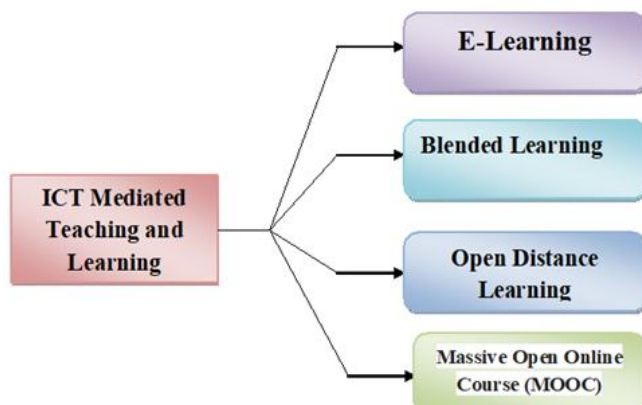 ICT Mediated
Teaching and
Learning
E-Learning
Blended Learning
Open Distance
Learning
Massive Open Online
Course (MOOC)